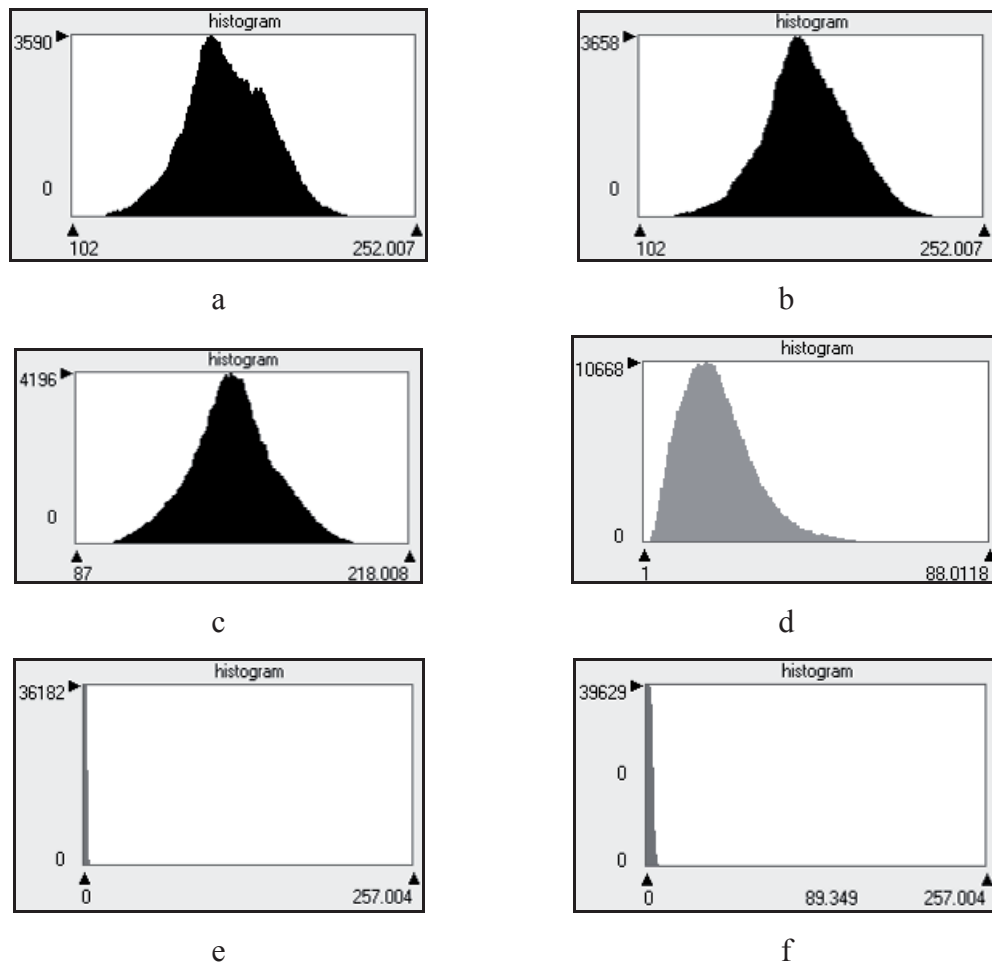 histogram
3590
0
102 252.007
a
histogram
3658
0
102 252.007
b
histogram
4196
0
87 218.008
c
histogram
10668
0
1 88.0118
d
histogram
36182
0
0 257.004
e
histogram
39629
0
0
0 89.349 257.004
f